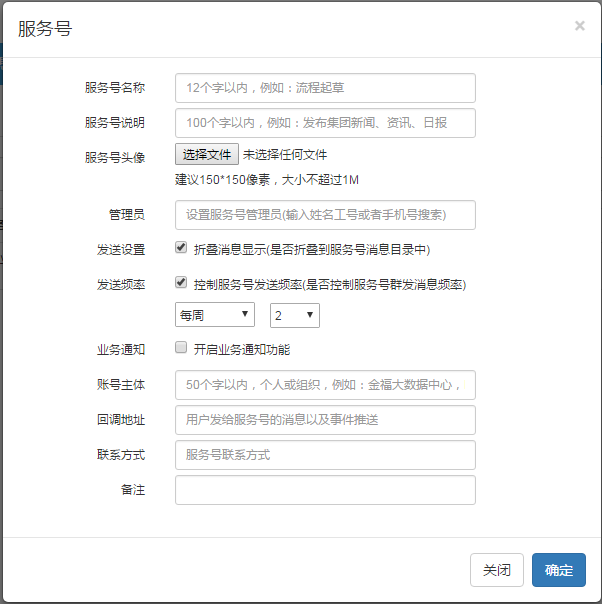 服务号
×
服务号名称
12个字以内，例如：流程起草
服务号说明
100个字以内，例如：发布集团新闻、资讯、日报
服务号头像
选择文件 未选择任何文件
建议150*150像素，大小不超过1M
管理员
设置服务号管理员(输入姓名工号或者手机号搜索)
发送设置
折叠消息显示(是否折叠到服务号消息目录中)
发送频率
控制服务号发送频率(是否控制服务号群发消息频率)
每周
2
业务通知
开启业务通知功能
账号主体
50个字以内，个人或组织，例如：金福大数据中心，
回调地址
用户发给服务号的消息以及事件推送
联系方式
服务号联系方式
备注
关闭
确定